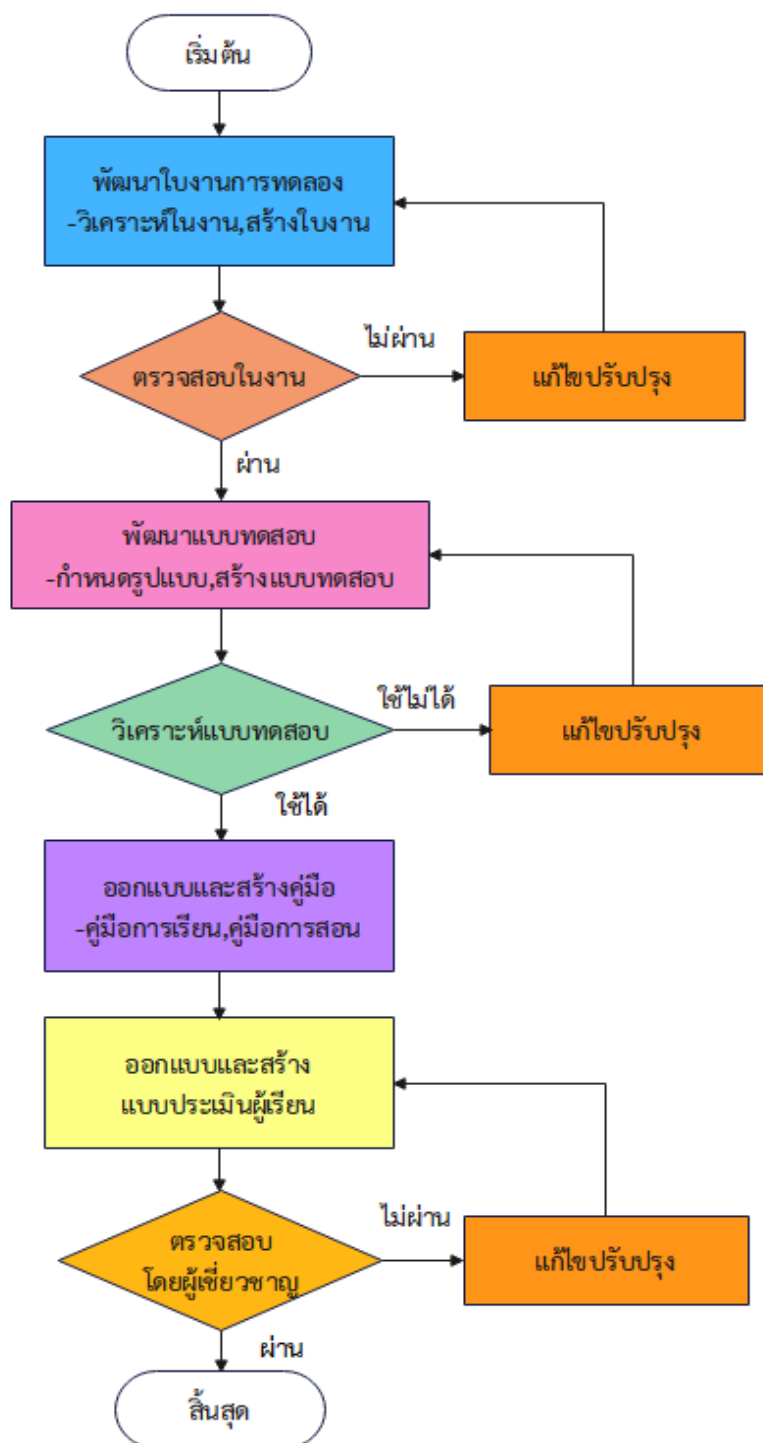 เริ่มต้น
พัฒนาใบงานการทดลอง
-วิเคราะห์ในงาน,สร้างใบงาน
ตรวจสอบในงาน
ไม่ผ่าน
แก้ไขปรับปรุง
ผ่าน
พัฒนาแบบทดสอบ
-กำหนดรูปแบบ,สร้างแบบทดสอบ
วิเคราะห์แบบทดสอบ
ใช้ไม่ได้
แก้ไขปรับปรุง
ใช้ได้
ออกแบบและสร้างคู่มือ
-คู่มือการเรียน,คู่มือการสอน
ออกแบบและสร้าง
แบบประเมินผู้เรียน
ตรวจสอบ
โดยผู้เชี่ยวชาญ
ไม่ผ่าน
แก้ไขปรับปรุง
ผ่าน
สิ้นสุด